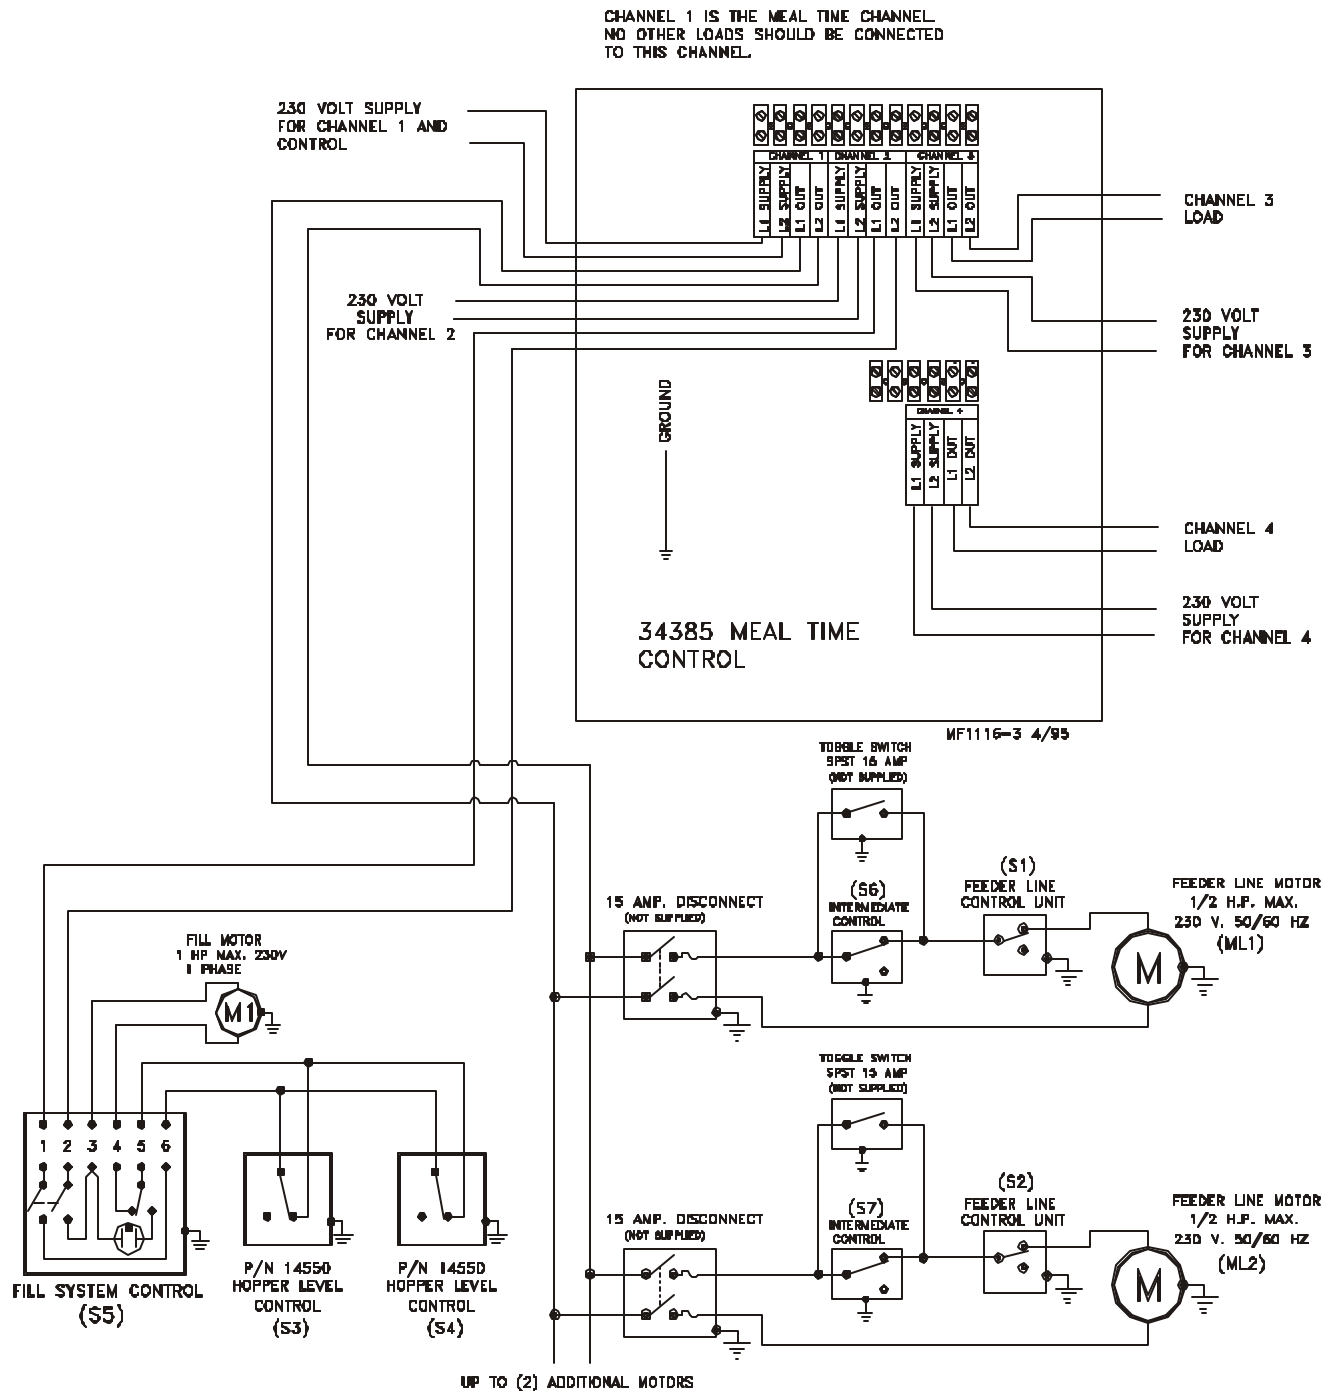 CHANNEL 1 IS THE MEAL TIME CHANNEL.
NO OTHER LOADS SHOULD BE CONNECTED
TO THIS CHANNEL.
230 VOLT SUPPLY
FOR CHANNEL 1 AND
CONTROL
CHANNEL 1 CHANNEL 2 CHANNEL 3
L1 SUPPLY
L2 SUPPLY
L1 OUT
L2 OUT
L1 SUPPLY
L2 SUPPLY
L1 OUT
L2 OUT
L1 SUPPLY
L2 SUPPLY
L1 OUT
L2 OUT
CHANNEL 3
LOAD
230 VOLT
SUPPLY
FOR CHANNEL 2
230 VOLT
SUPPLY
FOR CHANNEL 3
GROUND
CHANNEL 4
L1 SUPPLY
L2 SUPPLY
L1 OUT
L2 OUT
CHANNEL 4
LOAD
230 VOLT
SUPPLY
FOR CHANNEL 4
34385 MEAL TIME
CONTROL
MF1116-3 4/95
TOGGLE SWITCH
SPST 15 AMP
(NOT SUPPLIED)
(S1)
FEEDER LINE
CONTROL UNIT
(S6)
INTERMEDIATE
CONTROL
15 AMP. DISCONNECT
(NOT SUPPLIED)
FEEDER LINE MOTOR
1/2 H.P. MAX.
230 V. 50/60 HZ
(ML1)
M
FILL MOTOR
1 HP MAX. 230V
1 PHASE
M1
TOGGLE SWITCH
SPST 15 AMP
(NOT SUPPLIED)
1 2 3 4 5 6
(S2)
FEEDER LINE
CONTROL UNIT
(S7)
INTERMEDIATE
CONTROL
15 AMP. DISCONNECT
(NOT SUPPLIED)
FEEDER LINE MOTOR
1/2 H.P. MAX.
230 V. 50/60 HZ
(ML2)
M
FILL SYSTEM CONTROL
(S5)
P/N 14550
HOPPER LEVEL
CONTROL
(S3)
P/N 14550
HOPPER LEVEL
CONTROL
(S4)
UP TO (2) ADDITIONAL MOTORS